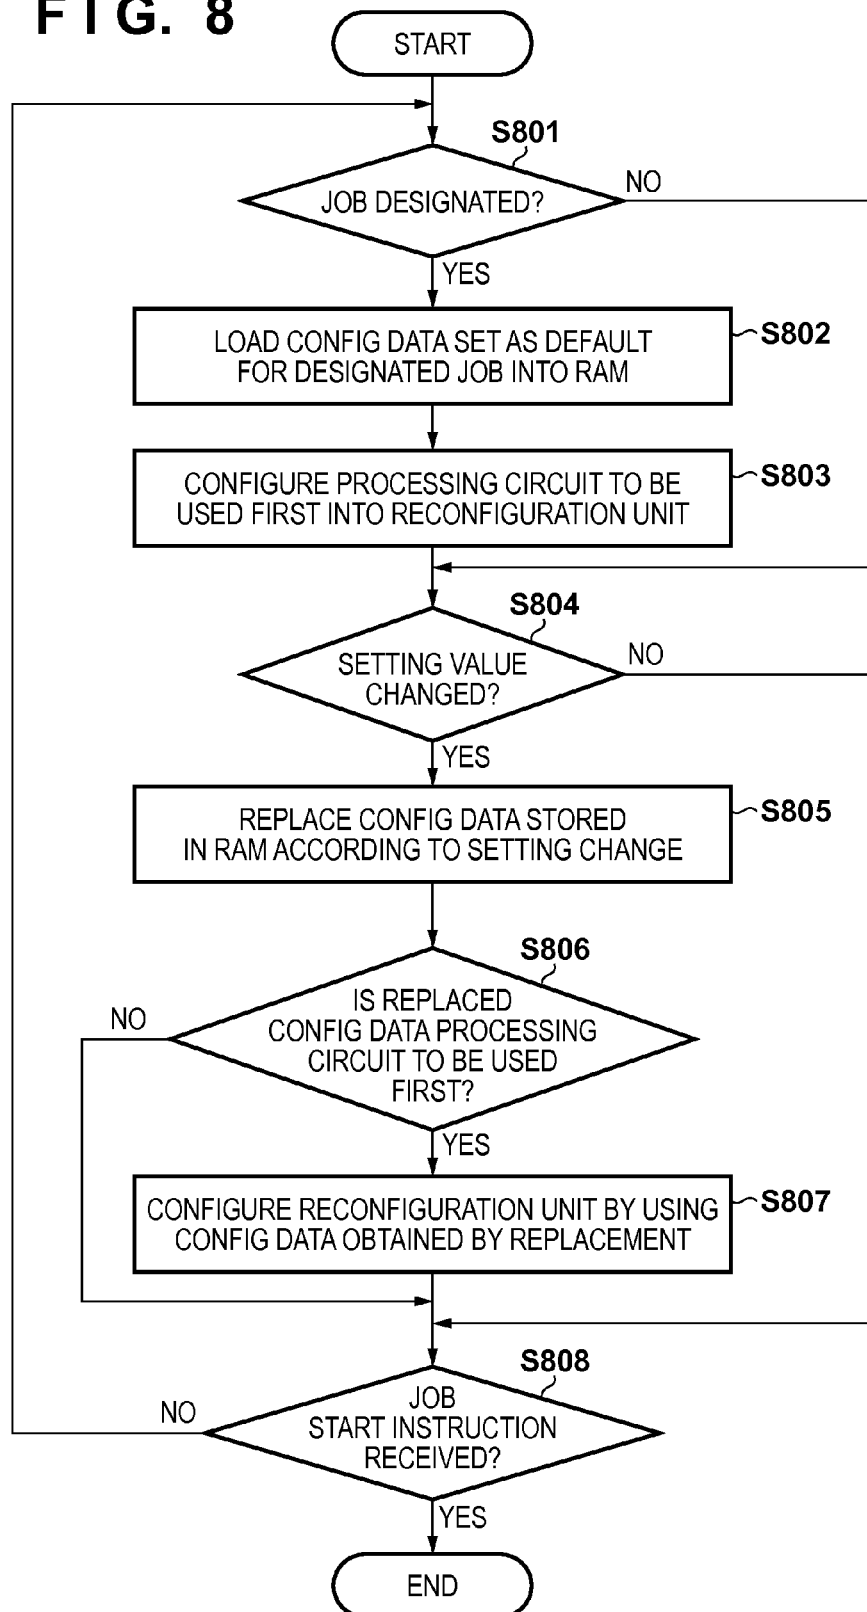 FIG. 8
START
S801
JOB DESIGNATED?
NO
YES
S802
LOAD CONFIG DATA SET AS DEFAULT
FOR DESIGNATED JOB INTO RAM
S803
CONFIGURE PROCESSING CIRCUIT TO BE
USED FIRST INTO RECONFIGURATION UNIT
S804
SETTING VALUE
CHANGED?
NO
YES
S805
REPLACE CONFIG DATA STORED
IN RAM ACCORDING TO SETTING CHANGE
S806
IS REPLACED
CONFIG DATA PROCESSING
CIRCUIT TO BE USED
FIRST?
NO
YES
S807
CONFIGURE RECONFIGURATION UNIT BY USING
CONFIG DATA OBTAINED BY REPLACEMENT
S808
JOB
START INSTRUCTION
RECEIVED?
NO
YES
END